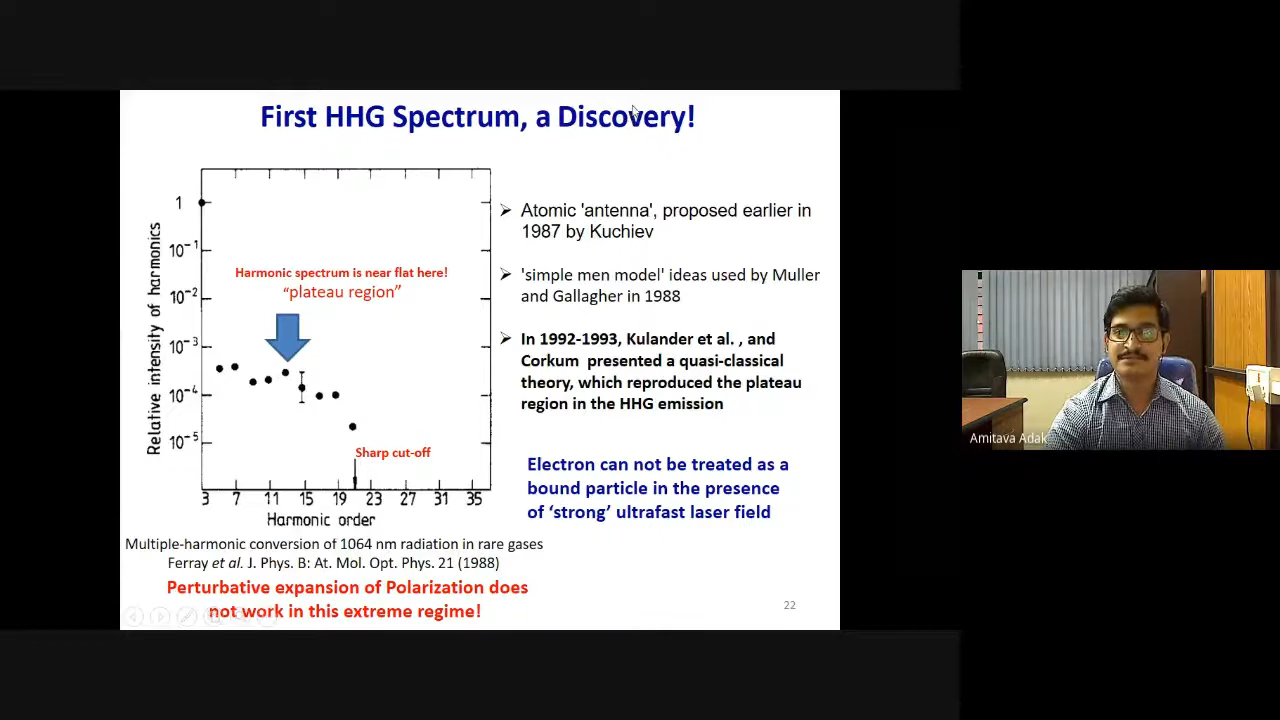 First HHG Spectrum, a Discovery!
Relative intensity of harmonics
1
10⁻¹
10⁻²
10⁻³
10⁻⁴
10⁻⁵
Harmonic spectrum is near flat here!
“plateau region”
Sharp cut-off
3 7 11 15 19 23 27 31 35
Harmonic order
Multiple-harmonic conversion of 1064 nm radiation in rare gases
Ferray et al. J. Phys. B: At. Mol. Opt. Phys. 21 (1988)
Perturbative expansion of Polarization does
not work in this extreme regime!
➢ Atomic 'antenna', proposed earlier in
1987 by Kuchiev
➢ 'simple men model' ideas used by Muller
and Gallagher in 1988
➢ In 1992-1993, Kulander et al. , and
Corkum presented a quasi-classical
theory, which reproduced the plateau
region in the HHG emission
Electron can not be treated as a
bound particle in the presence
of ‘strong’ ultrafast laser field
22
Amitava Adak